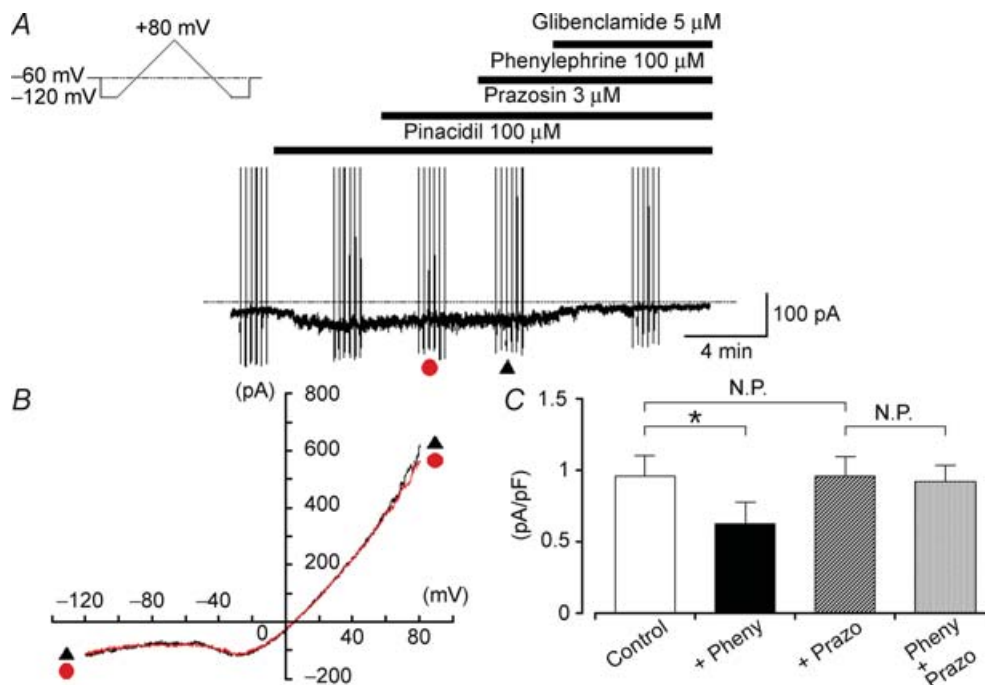 A
+80 mV
−60 mV
−120 mV
Glibenclamide 5 μM
Phenylephrine 100 μM
Prazosin 3 μM
Pinacidil 100 μM
100 pA
4 min
B
(pA)
800
600
400
200
0
−200
−120
−80
−40
40
80
(mV)
C
N.P.
*
N.P.
(pA/pF)
1.5
1
0.5
0
Control
+ Pheny
+ Prazo
Pheny
+ Prazo